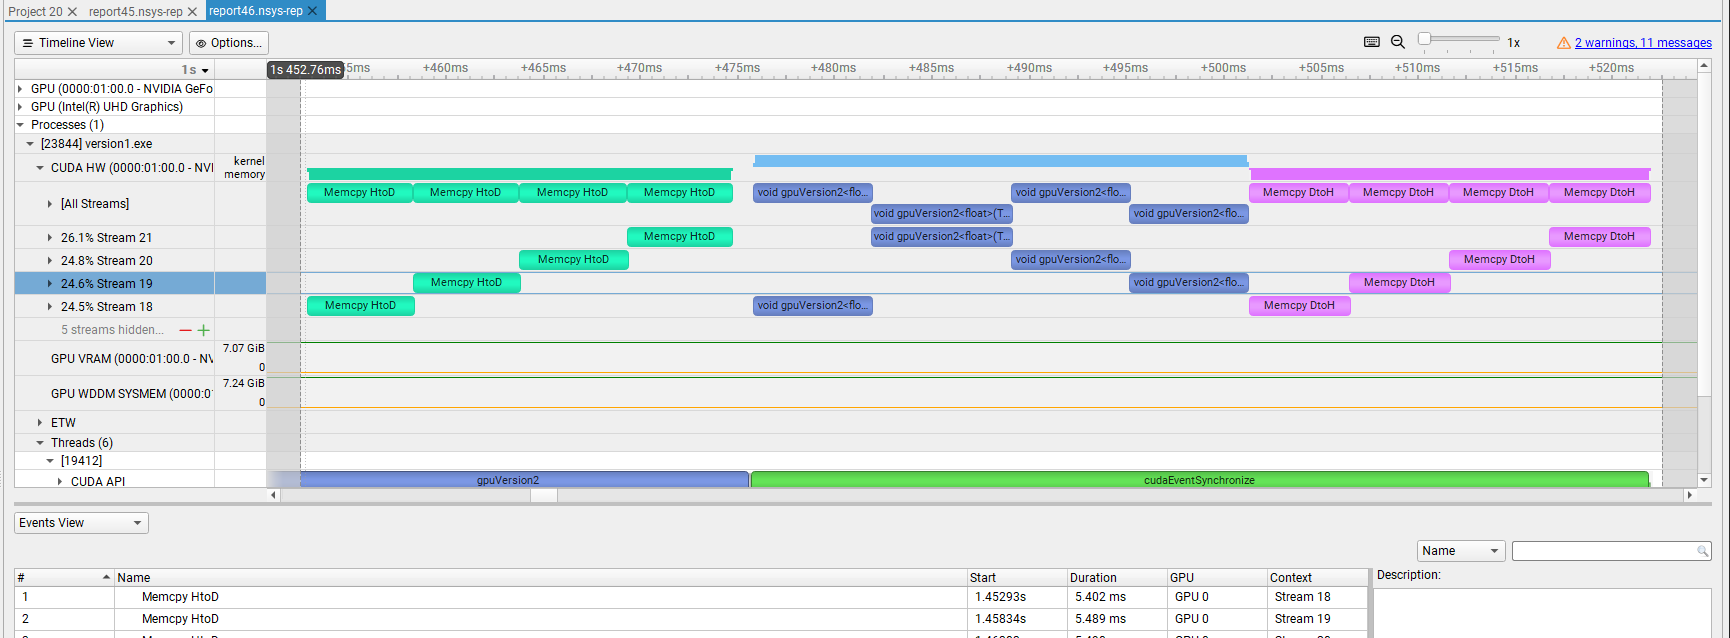 Project 20 report45.nsys-rep report46.nsys-rep
Timeline View Options... 1x 2 warnings, 11 messages
1s 1s 452.76ms 5ms +460ms +465ms +470ms +475ms +480ms +485ms +490ms +495ms +500ms +505ms +510ms +515ms +520ms
GPU (0000:01:00.0 - NVIDIA GeFo
GPU (Intel(R) UHD Graphics)
Processes (1)
[23844] version1.exe
CUDA HW (0000:01:00.0 - NVI kernel
memory
[All Streams] Memcpy HtoD Memcpy HtoD Memcpy HtoD Memcpy HtoD void gpuVersion2<flo... void gpuVersion2<flo... Memcpy DtoH Memcpy DtoH Memcpy DtoH Memcpy DtoH
void gpuVersion2<float>(T... void gpuVersion2<flo...
26.1% Stream 21 Memcpy HtoD void gpuVersion2<float>(T... Memcpy DtoH
24.8% Stream 20 Memcpy HtoD void gpuVersion2<flo... Memcpy DtoH
24.6% Stream 19 Memcpy HtoD void gpuVersion2<flo... Memcpy DtoH
24.5% Stream 18 Memcpy HtoD void gpuVersion2<flo... Memcpy DtoH
5 streams hidden...
GPU VRAM (0000:01:00.0 - NV 7.07 GiB
0
GPU WDDM SYSMEM (0000:0 7.24 GiB
0
ETW
Threads (6)
[19412]
CUDA API gpuVersion2 cudaEventSynchronize
Events View
Name
# Name Start Duration GPU Context Description:
1 Memcpy HtoD 1.45293s 5.402 ms GPU 0 Stream 18
2 Memcpy HtoD 1.45834s 5.489 ms GPU 0 Stream 19